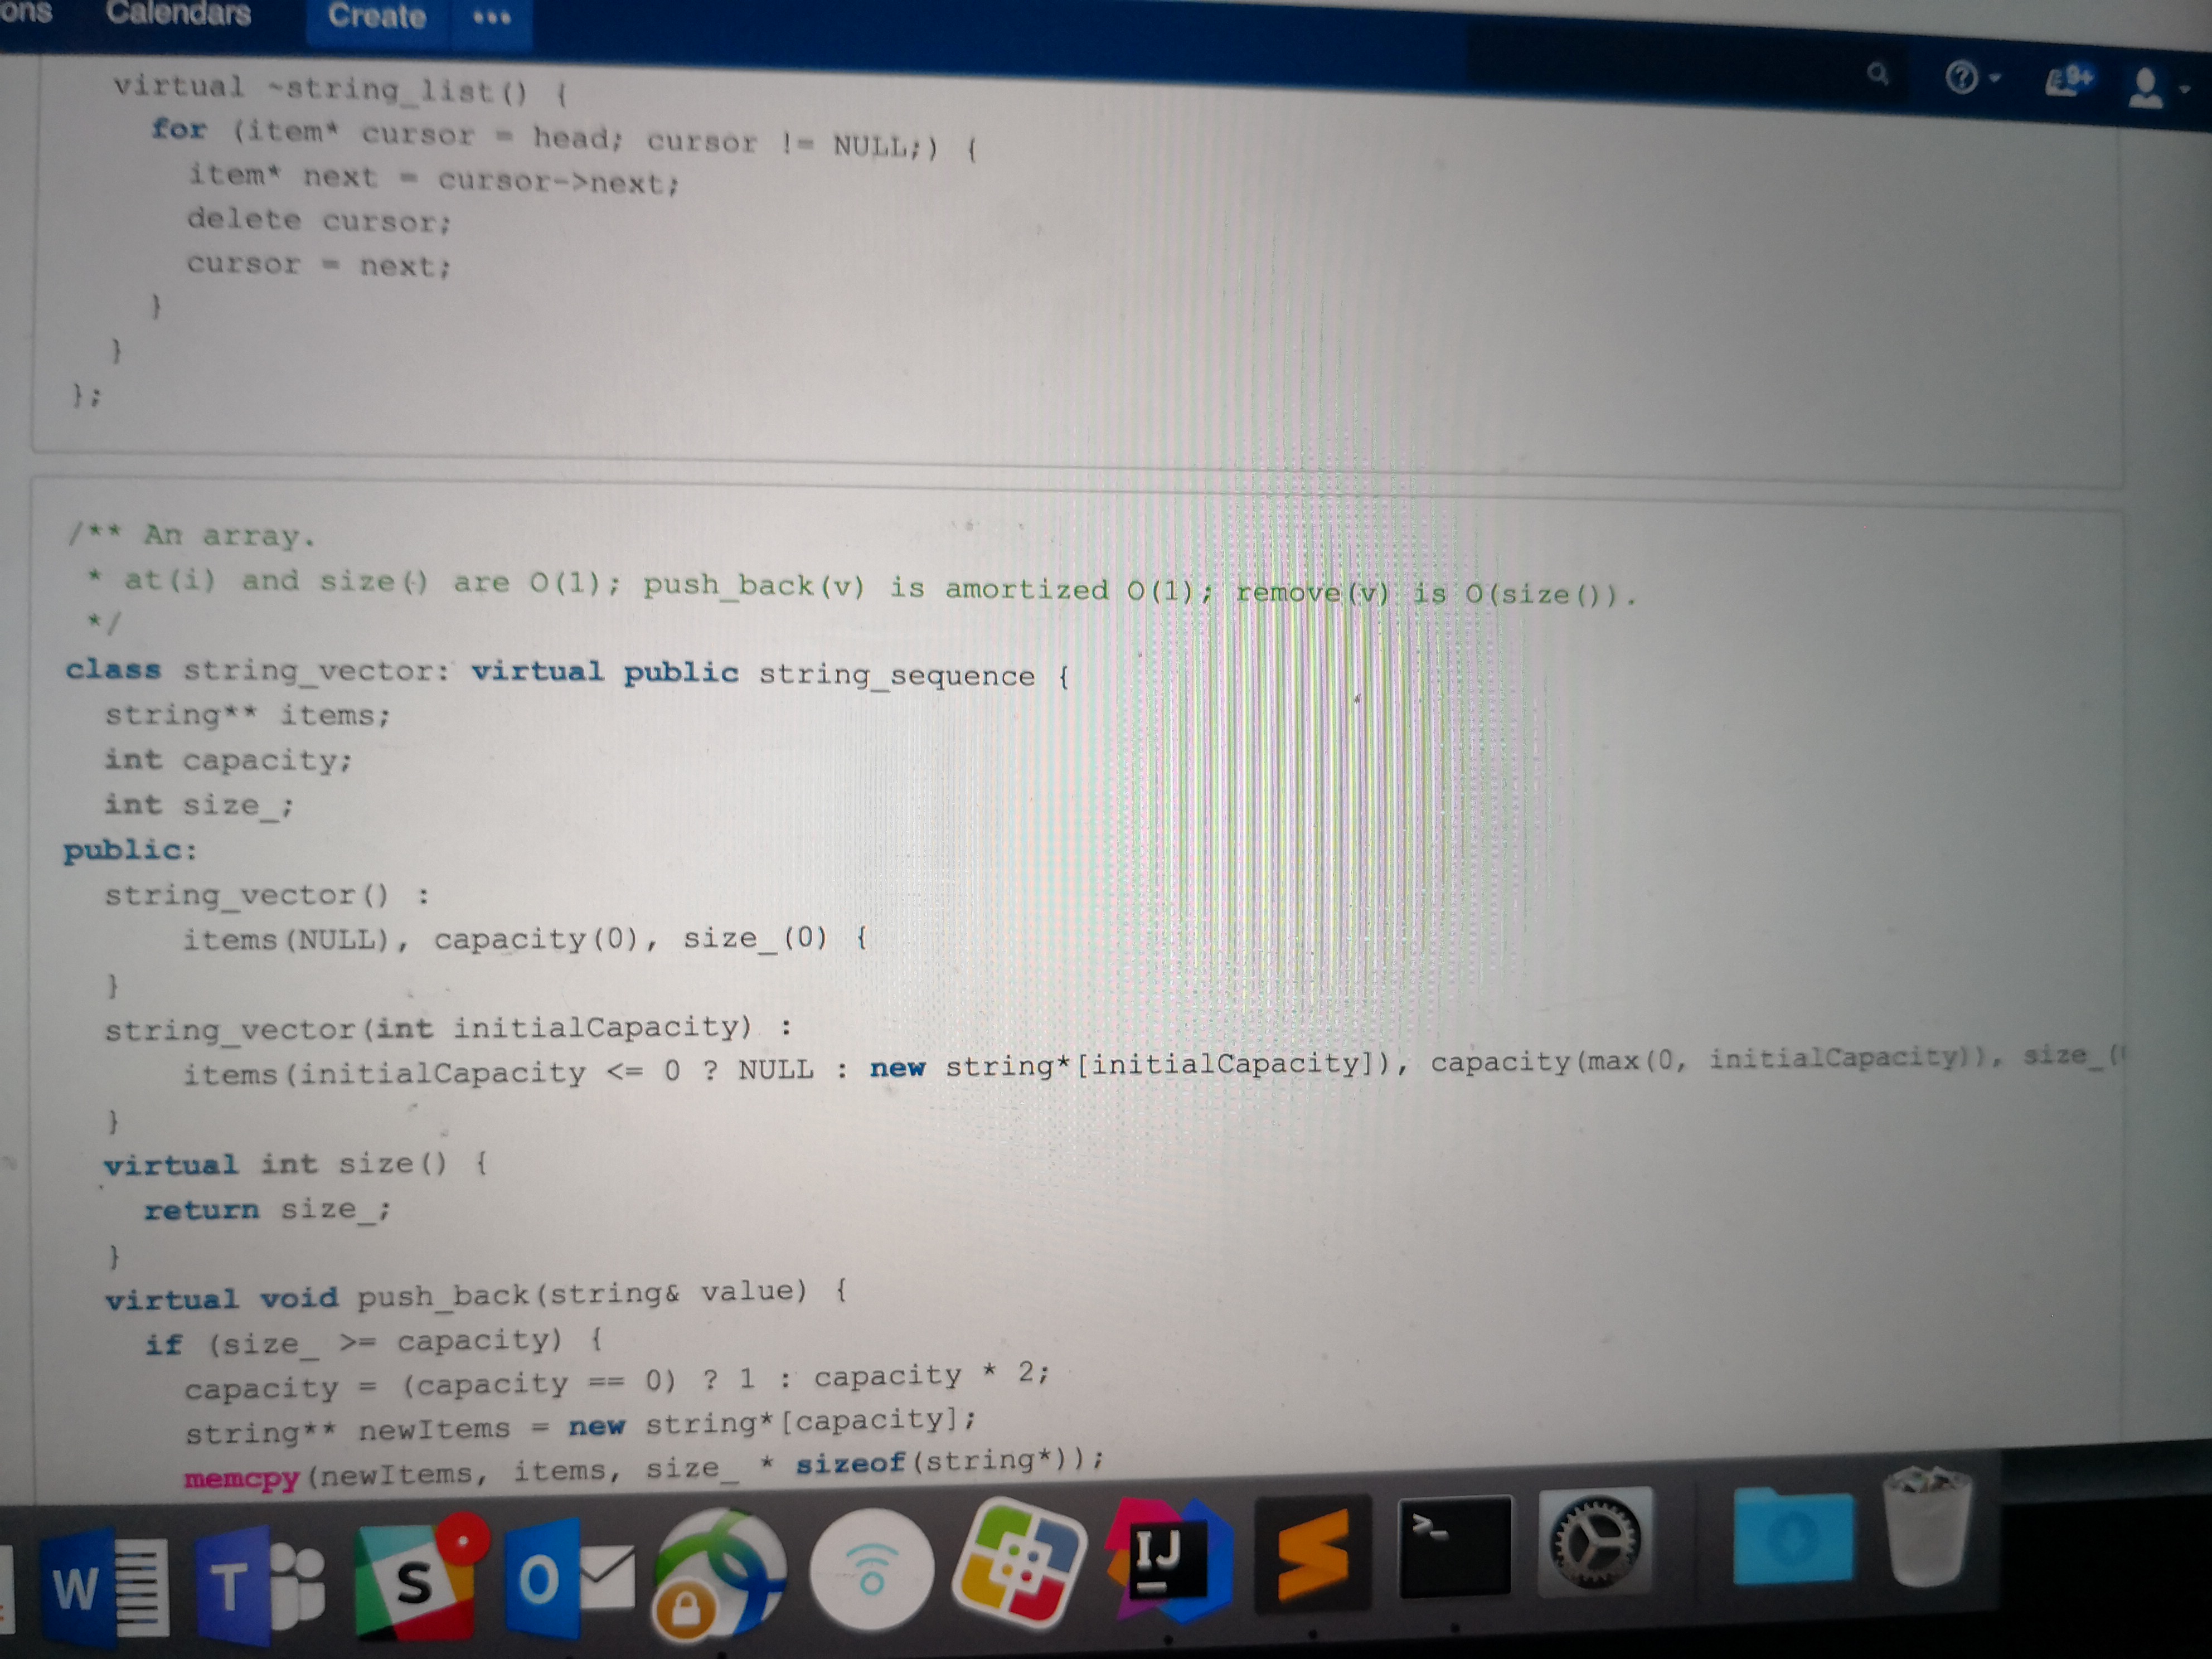 ons Calendars Create •••
9+
virtual ~string_list() {
for (item* cursor = head; cursor != NULL;) {
item* next = cursor->next;
delete cursor;
cursor = next;
}
}
};
/** An array.
* at(i) and size() are O(1); push_back(v) is amortized O(1); remove(v) is O(size()).
*/
class string_vector: virtual public string_sequence {
string** items;
int capacity;
int size_;
public:
string_vector() :
items(NULL), capacity(0), size_(0) {
}
string_vector(int initialCapacity) :
items(initialCapacity <= 0 ? NULL : new string*[initialCapacity]), capacity(max(0, initialCapacity)), size_(
}
virtual int size() {
return size_;
}
virtual void push_back(string& value) {
if (size_ >= capacity) {
capacity = (capacity == 0) ? 1 : capacity * 2;
string** newItems = new string*[capacity];
memcpy(newItems, items, size_ * sizeof(string*));
W T S O IJ >_